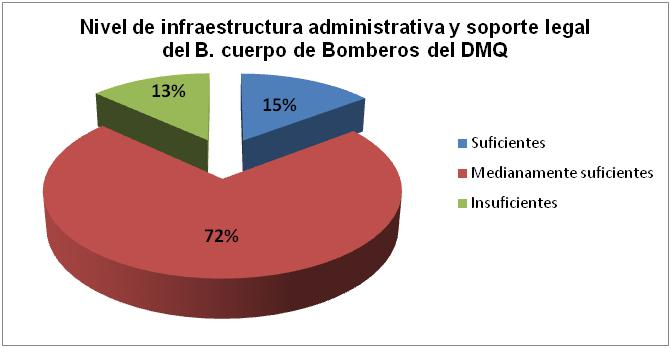 Nivel de infraestructura administrativa y soporte legal
del B. cuerpo de Bomberos del DMQ
13%
15%
72%
Suficientes
Medianamente suficientes
Insuficientes